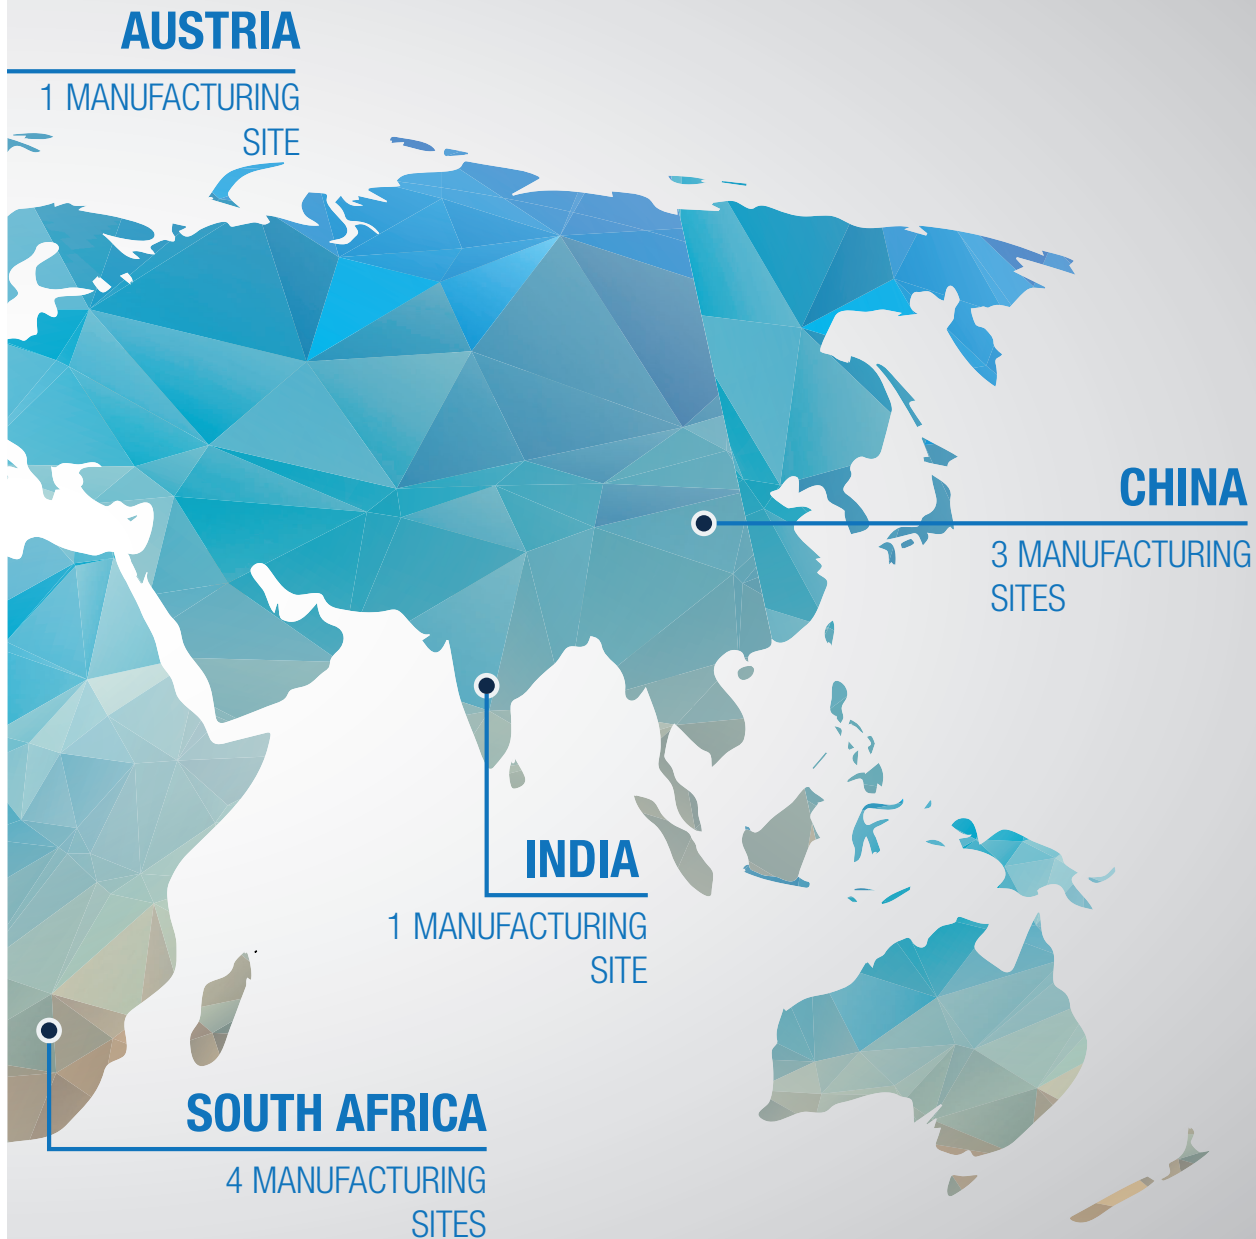 AUSTRIA
1 MANUFACTURING
SITE
CHINA
3 MANUFACTURING
SITES
INDIA
1 MANUFACTURING
SITE
SOUTH AFRICA
4 MANUFACTURING
SITES